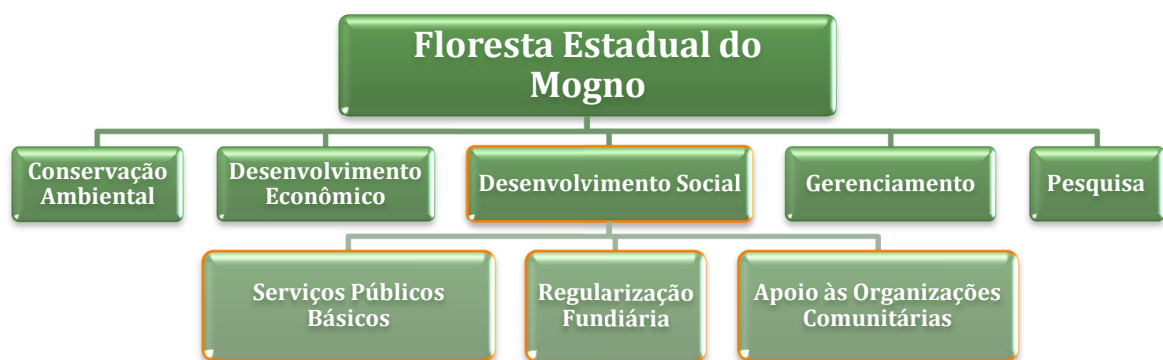 Floresta Estadual do
Mogno
Conservação
Ambiental
Desenvolvimento
Econômico
Desenvolvimento Social
Gerenciamento
Pesquisa
Serviços Públicos
Básicos
Regularização
Fundiária
Apoio às Organizações
Comunitárias